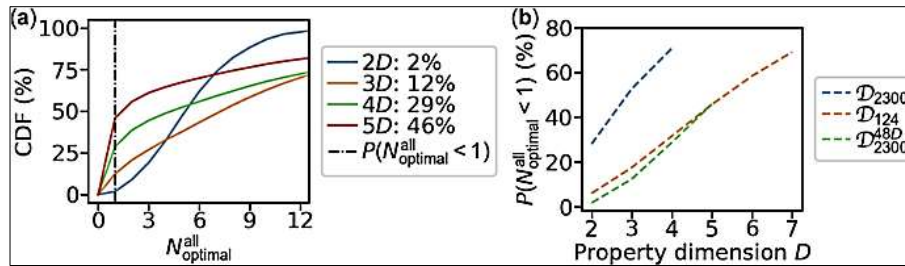 (a)
CDF (%)
100
75
50
25
0
0 3 6 9 12
N^all_optimal
2D: 2%
3D: 12%
4D: 29%
5D: 46%
P(N^all_optimal < 1)
(b)
P(N^all_optimal < 1) (%)
80
60
40
20
0
2 3 4 5 6 7
Property dimension D
𝒟_2300
𝒟_124
𝒟^48D_2300